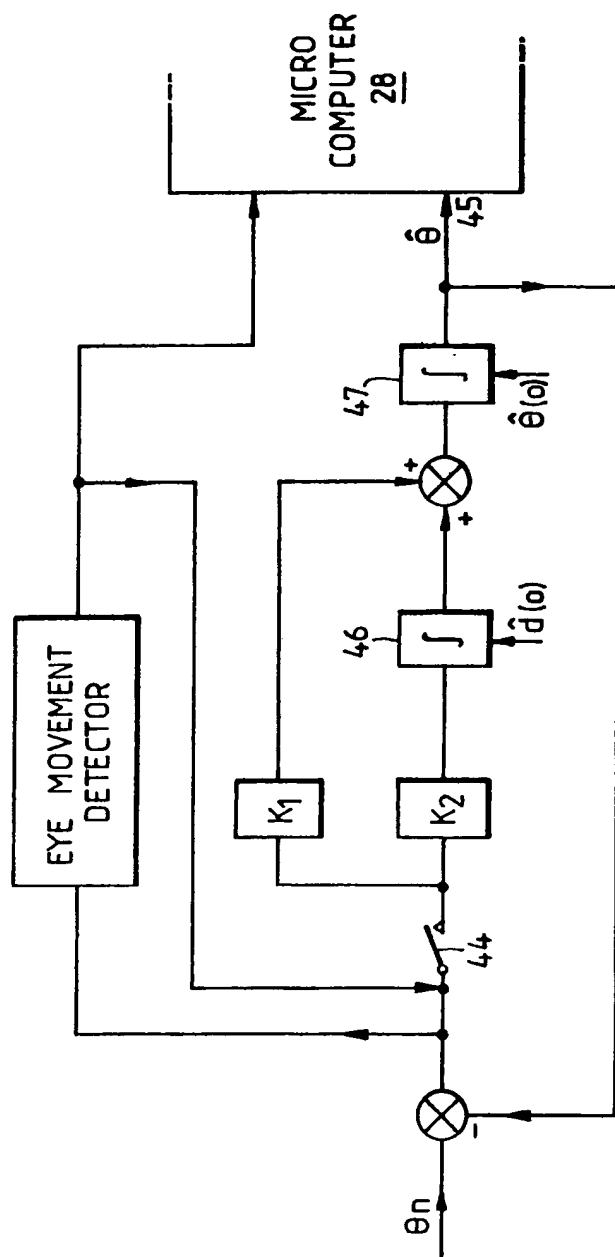 MICRO
COMPUTER
28
EYE MOVEMENT
DETECTOR
θ̂
45
47
∫
θ̂(o)
+
+
46
∫
d̂(o)
K₁
K₂
44
θn
-